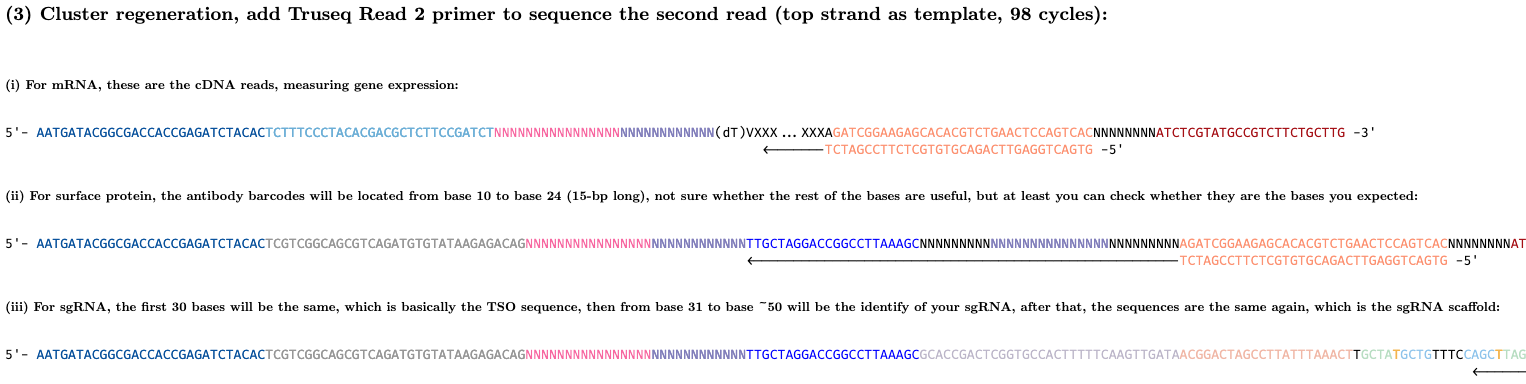 (3) Cluster regeneration, add Truseq Read 2 primer to sequence the second read (top strand as template, 98 cycles):
(i) For mRNA, these are the cDNA reads, measuring gene expression:
5'- AATGATACGGCGACCACCGAGATCTACACTCTTTCCCTACACGACGCTCTTCCGATCTNNNNNNNNNNNNNNNNNNNNNNNNNNNN(dT)VXXX ... XXXAGATCGGAAGAGCACACGTCTGAACTCCAGTCACNNNNNNNNATCTCGTATGCCGTCTTCTGCTTG -3'
<——————TCTAGCCTTCTCGTGTGCAGACTTGAGGTCAGTG -5'
(ii) For surface protein, the antibody barcodes will be located from base 10 to base 24 (15-bp long), not sure whether the rest of the bases are useful, but at least you can check whether they are the bases you expected:
5'- AATGATACGGCGACCACCGAGATCTACACTCGTCGGCAGCGTCAGATGTGTATAAGAGACAGNNNNNNNNNNNNNNNNNNNNNNNNNNNNTTGCTAGGACCGGCCTTAAAGCNNNNNNNNNNNNNNNNNNNNNNNNNNNNNNNNNAGATCGGAAGAGCACACGTCTGAACTCCAGTCACNNNNNNNNAT
TCTAGCCTTCTCGTGTGCAGACTTGAGGTCAGTG -5'
(iii) For sgRNA, the first 30 bases will be the same, which is basically the TSO sequence, then from base 31 to base ~50 will be the identify of your sgRNA, after that, the sequences are the same again, which is the sgRNA scaffold:
5'- AATGATACGGCGACCACCGAGATCTACACTCGTCGGCAGCGTCAGATGTGTATAAGAGACAGNNNNNNNNNNNNNNNNNNNNNNNNNNNNTTGCTAGGACCGGCCTTAAAGCGCACCGACTCGGTGCCACTTTTTCAAGTTGATAACGGACTAGCCTTATTTAAACTTGCTATGCTGTTTCCAGCTTAG